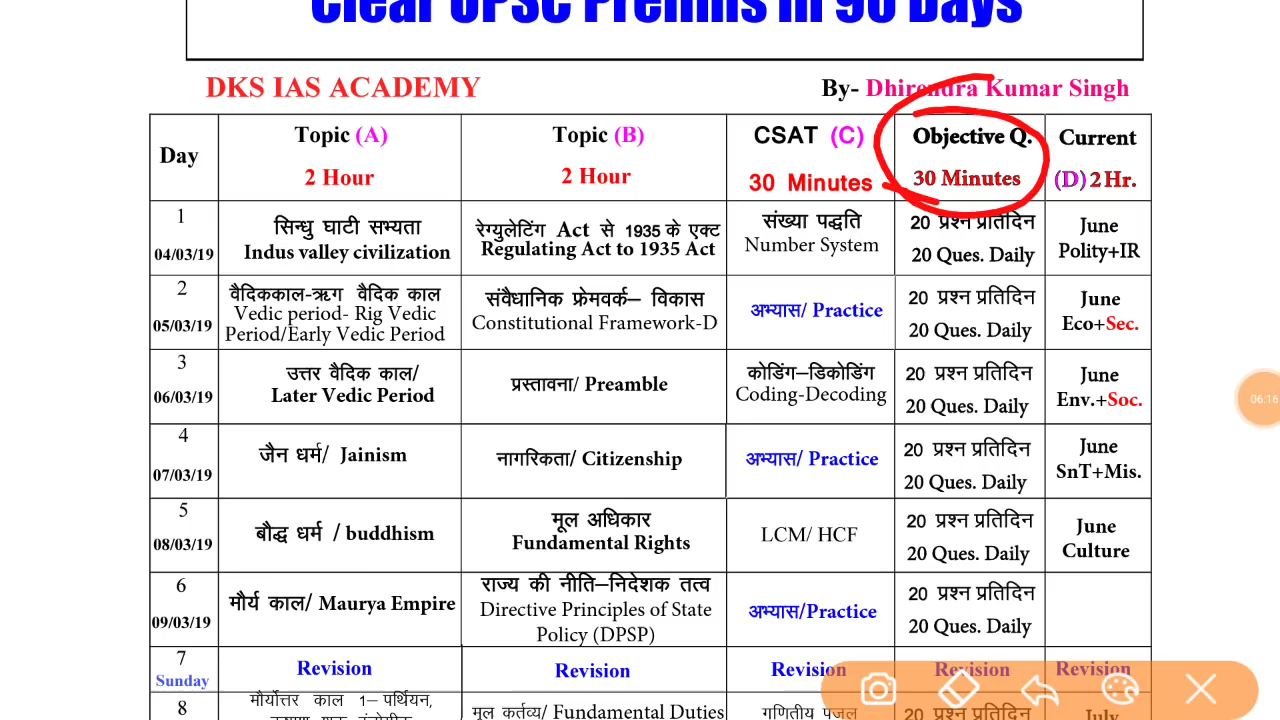 Clear UPSC Prelims in 90 Days
DKS IAS ACADEMY By- Dhirendra Kumar Singh
Day Topic (A) Topic (B) CSAT (C) Objective Q. Current
2 Hour 2 Hour 30 Minutes 30 Minutes (D) 2 Hr.
1 सिन्धु घाटी सभ्यता रेग्युलेटिंग Act से 1935 के एक्ट संख्या पद्धति 20 प्रश्न प्रतिदिन June
04/03/19 Indus valley civilization Regulating Act to 1935 Act Number System 20 Ques. Daily Polity+IR
2 वैदिककाल-ऋग वैदिक काल संवैधानिक फ्रेमवर्क– विकास अभ्यास/ Practice 20 प्रश्न प्रतिदिन June
Vedic period- Rig Vedic Constitutional Framework-D
05/03/19 Period/Early Vedic Period 20 Ques. Daily Eco+Sec.
3 उत्तर वैदिक काल/ प्रस्तावना/ Preamble कोडिंग–डिकोडिंग 20 प्रश्न प्रतिदिन June
06/03/19 Later Vedic Period Coding-Decoding 20 Ques. Daily Env.+Soc.
06:16
4 जैन धर्म/ Jainism नागरिकता/ Citizenship अभ्यास/ Practice 20 प्रश्न प्रतिदिन June
07/03/19 20 Ques. Daily SnT+Mis.
5 बौद्ध धर्म / buddhism मूल अधिकार LCM/ HCF 20 प्रश्न प्रतिदिन June
08/03/19 Fundamental Rights 20 Ques. Daily Culture
6 मौर्य काल/ Maurya Empire राज्य की नीति–निदेशक तत्व अभ्यास/Practice 20 प्रश्न प्रतिदिन
09/03/19 Directive Principles of State 20 Ques. Daily
Policy (DPSP)
7 Revision Revision Revision Revision Revision
Sunday
8 मौर्योत्तर काल 1– पर्थियन, मूल कर्तव्य/ Fundamental Duties गणितीय 20 प्रश्न प्रतिदिन July